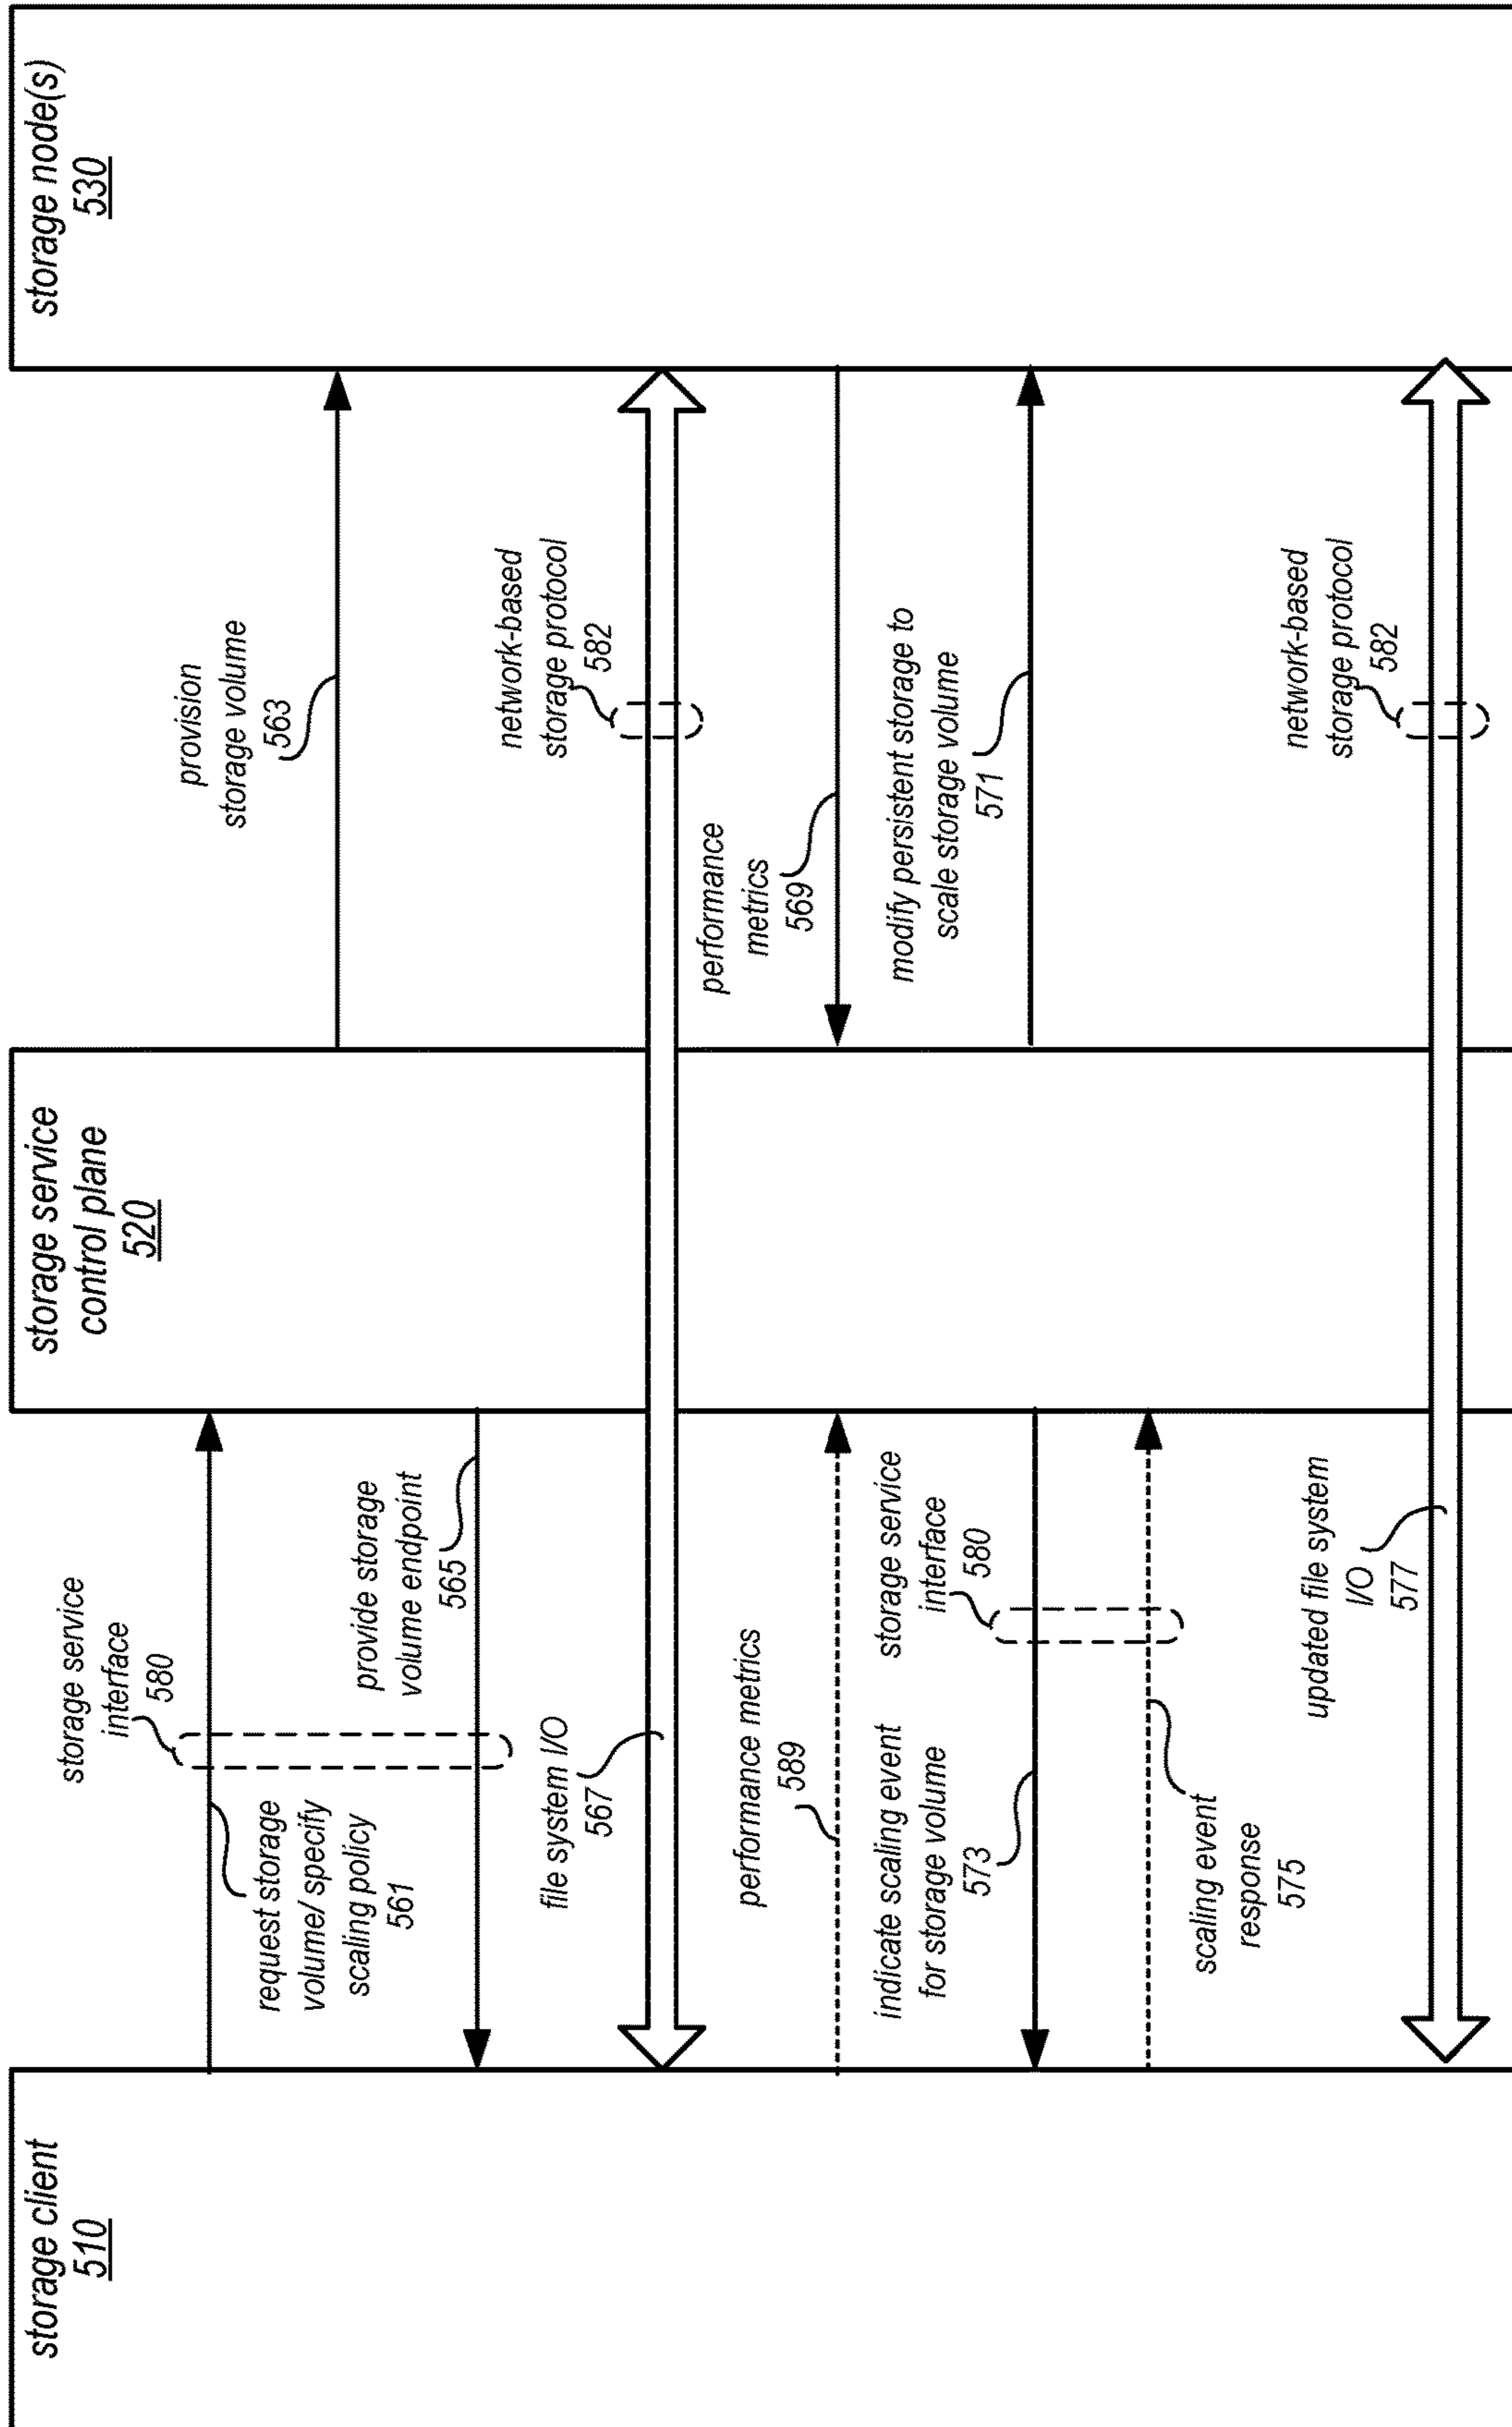 storage client
510
storage service
control plane
520
storage node(s)
530
storage service
interface
580
request storage
volume/ specify
scaling policy
561
provision
storage volume
563
provide storage
volume endpoint
565
file system I/O
567
network-based
storage protocol
582
performance metrics
589
performance
metrics
569
indicate scaling event
for storage volume
573
storage service
interface
580
modify persistent storage to
scale storage volume
571
scaling event
response
575
updated file system
I/O
577
network-based
storage protocol
582